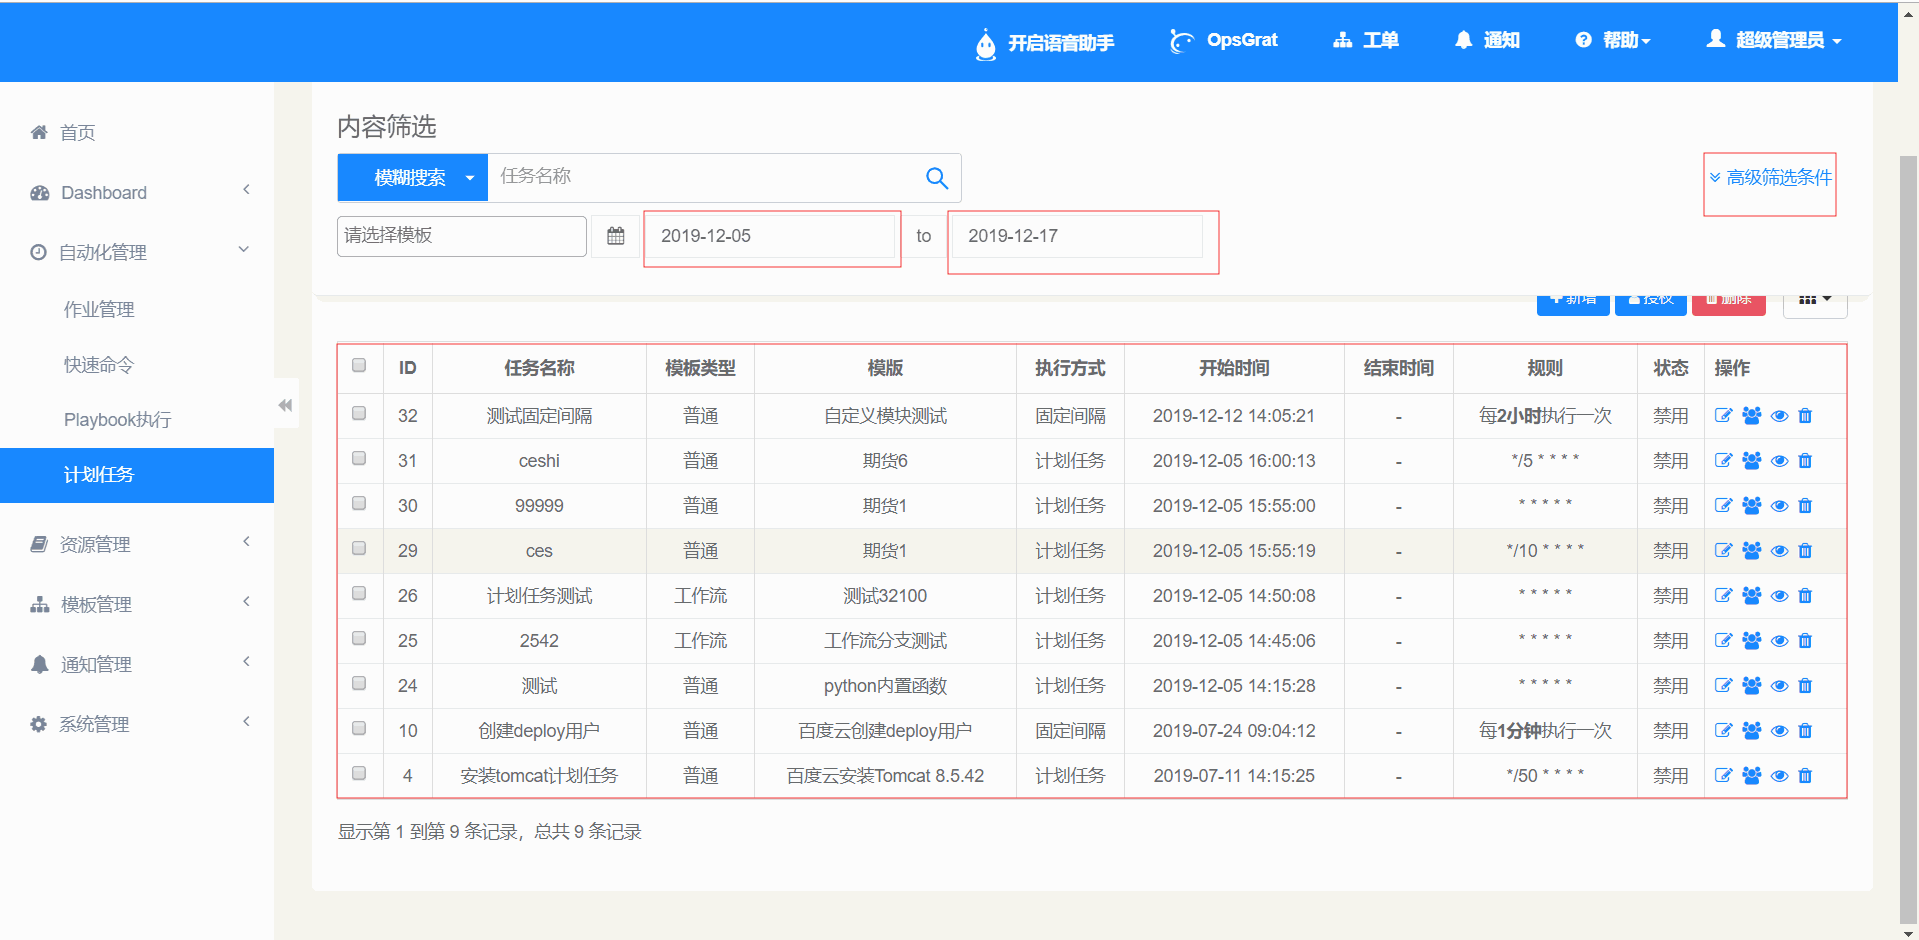 开启语音助手 OpsGrat 工单 通知 帮助 超级管理员
首页
Dashboard
自动化管理
作业管理
快速命令
Playbook执行
计划任务
资源管理
模板管理
通知管理
系统管理
内容筛选
模糊搜索 任务名称
高级筛选条件
请选择模板 2019-12-05 to 2019-12-17
新增 授权 删除
ID 任务名称 模板类型 模版 执行方式 开始时间 结束时间 规则 状态 操作
32 测试固定间隔 普通 自定义模块测试 固定间隔 2019-12-12 14:05:21 - 每2小时执行一次 禁用
31 ceshi 普通 期货6 计划任务 2019-12-05 16:00:13 - */5 * * * * 禁用
30 99999 普通 期货1 计划任务 2019-12-05 15:55:00 - * * * * * 禁用
29 ces 普通 期货1 计划任务 2019-12-05 15:55:19 - */10 * * * * 禁用
26 计划任务测试 工作流 测试32100 计划任务 2019-12-05 14:50:08 - * * * * * 禁用
25 2542 工作流 工作流分支测试 计划任务 2019-12-05 14:45:06 - * * * * * 禁用
24 测试 普通 python内置函数 计划任务 2019-12-05 14:15:28 - * * * * * 禁用
10 创建deploy用户 普通 百度云创建deploy用户 固定间隔 2019-07-24 09:04:12 - 每1分钟执行一次 禁用
4 安装tomcat计划任务 普通 百度云安装Tomcat 8.5.42 计划任务 2019-07-11 14:15:25 - */50 * * * * 禁用
显示第 1 到第 9 条记录，总共 9 条记录